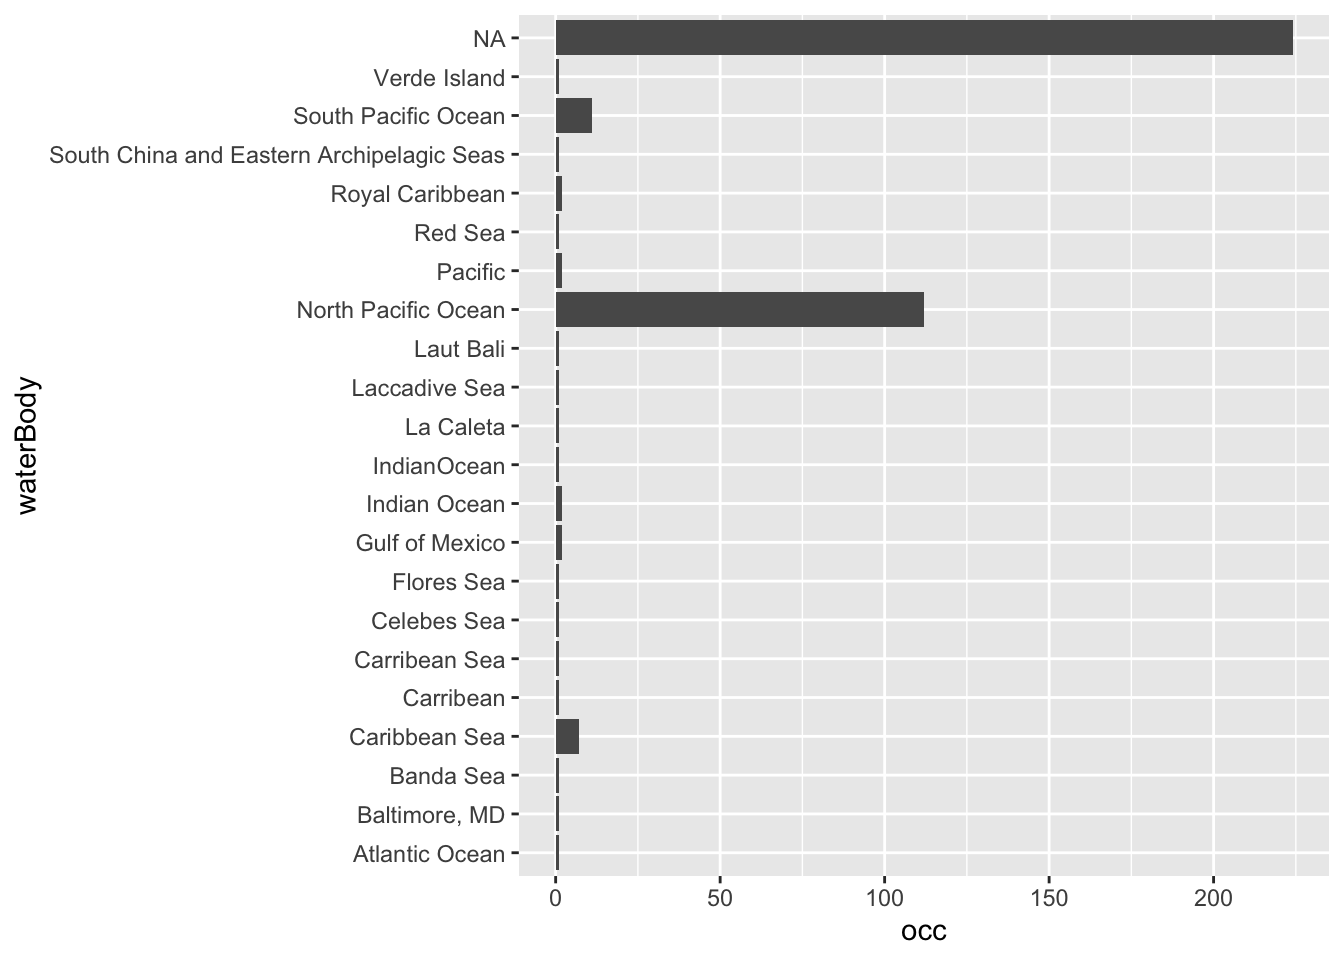 NA
Verde Island
South Pacific Ocean
South China and Eastern Archipelagic Seas
Royal Caribbean
Red Sea
Pacific
North Pacific Ocean
Laut Bali
Laccadive Sea
La Caleta
IndianOcean
Indian Ocean
Gulf of Mexico
Flores Sea
Celebes Sea
Carribean Sea
Carribean
Caribbean Sea
Banda Sea
Baltimore, MD
Atlantic Ocean
waterBody
0 50 100 150 200
occ